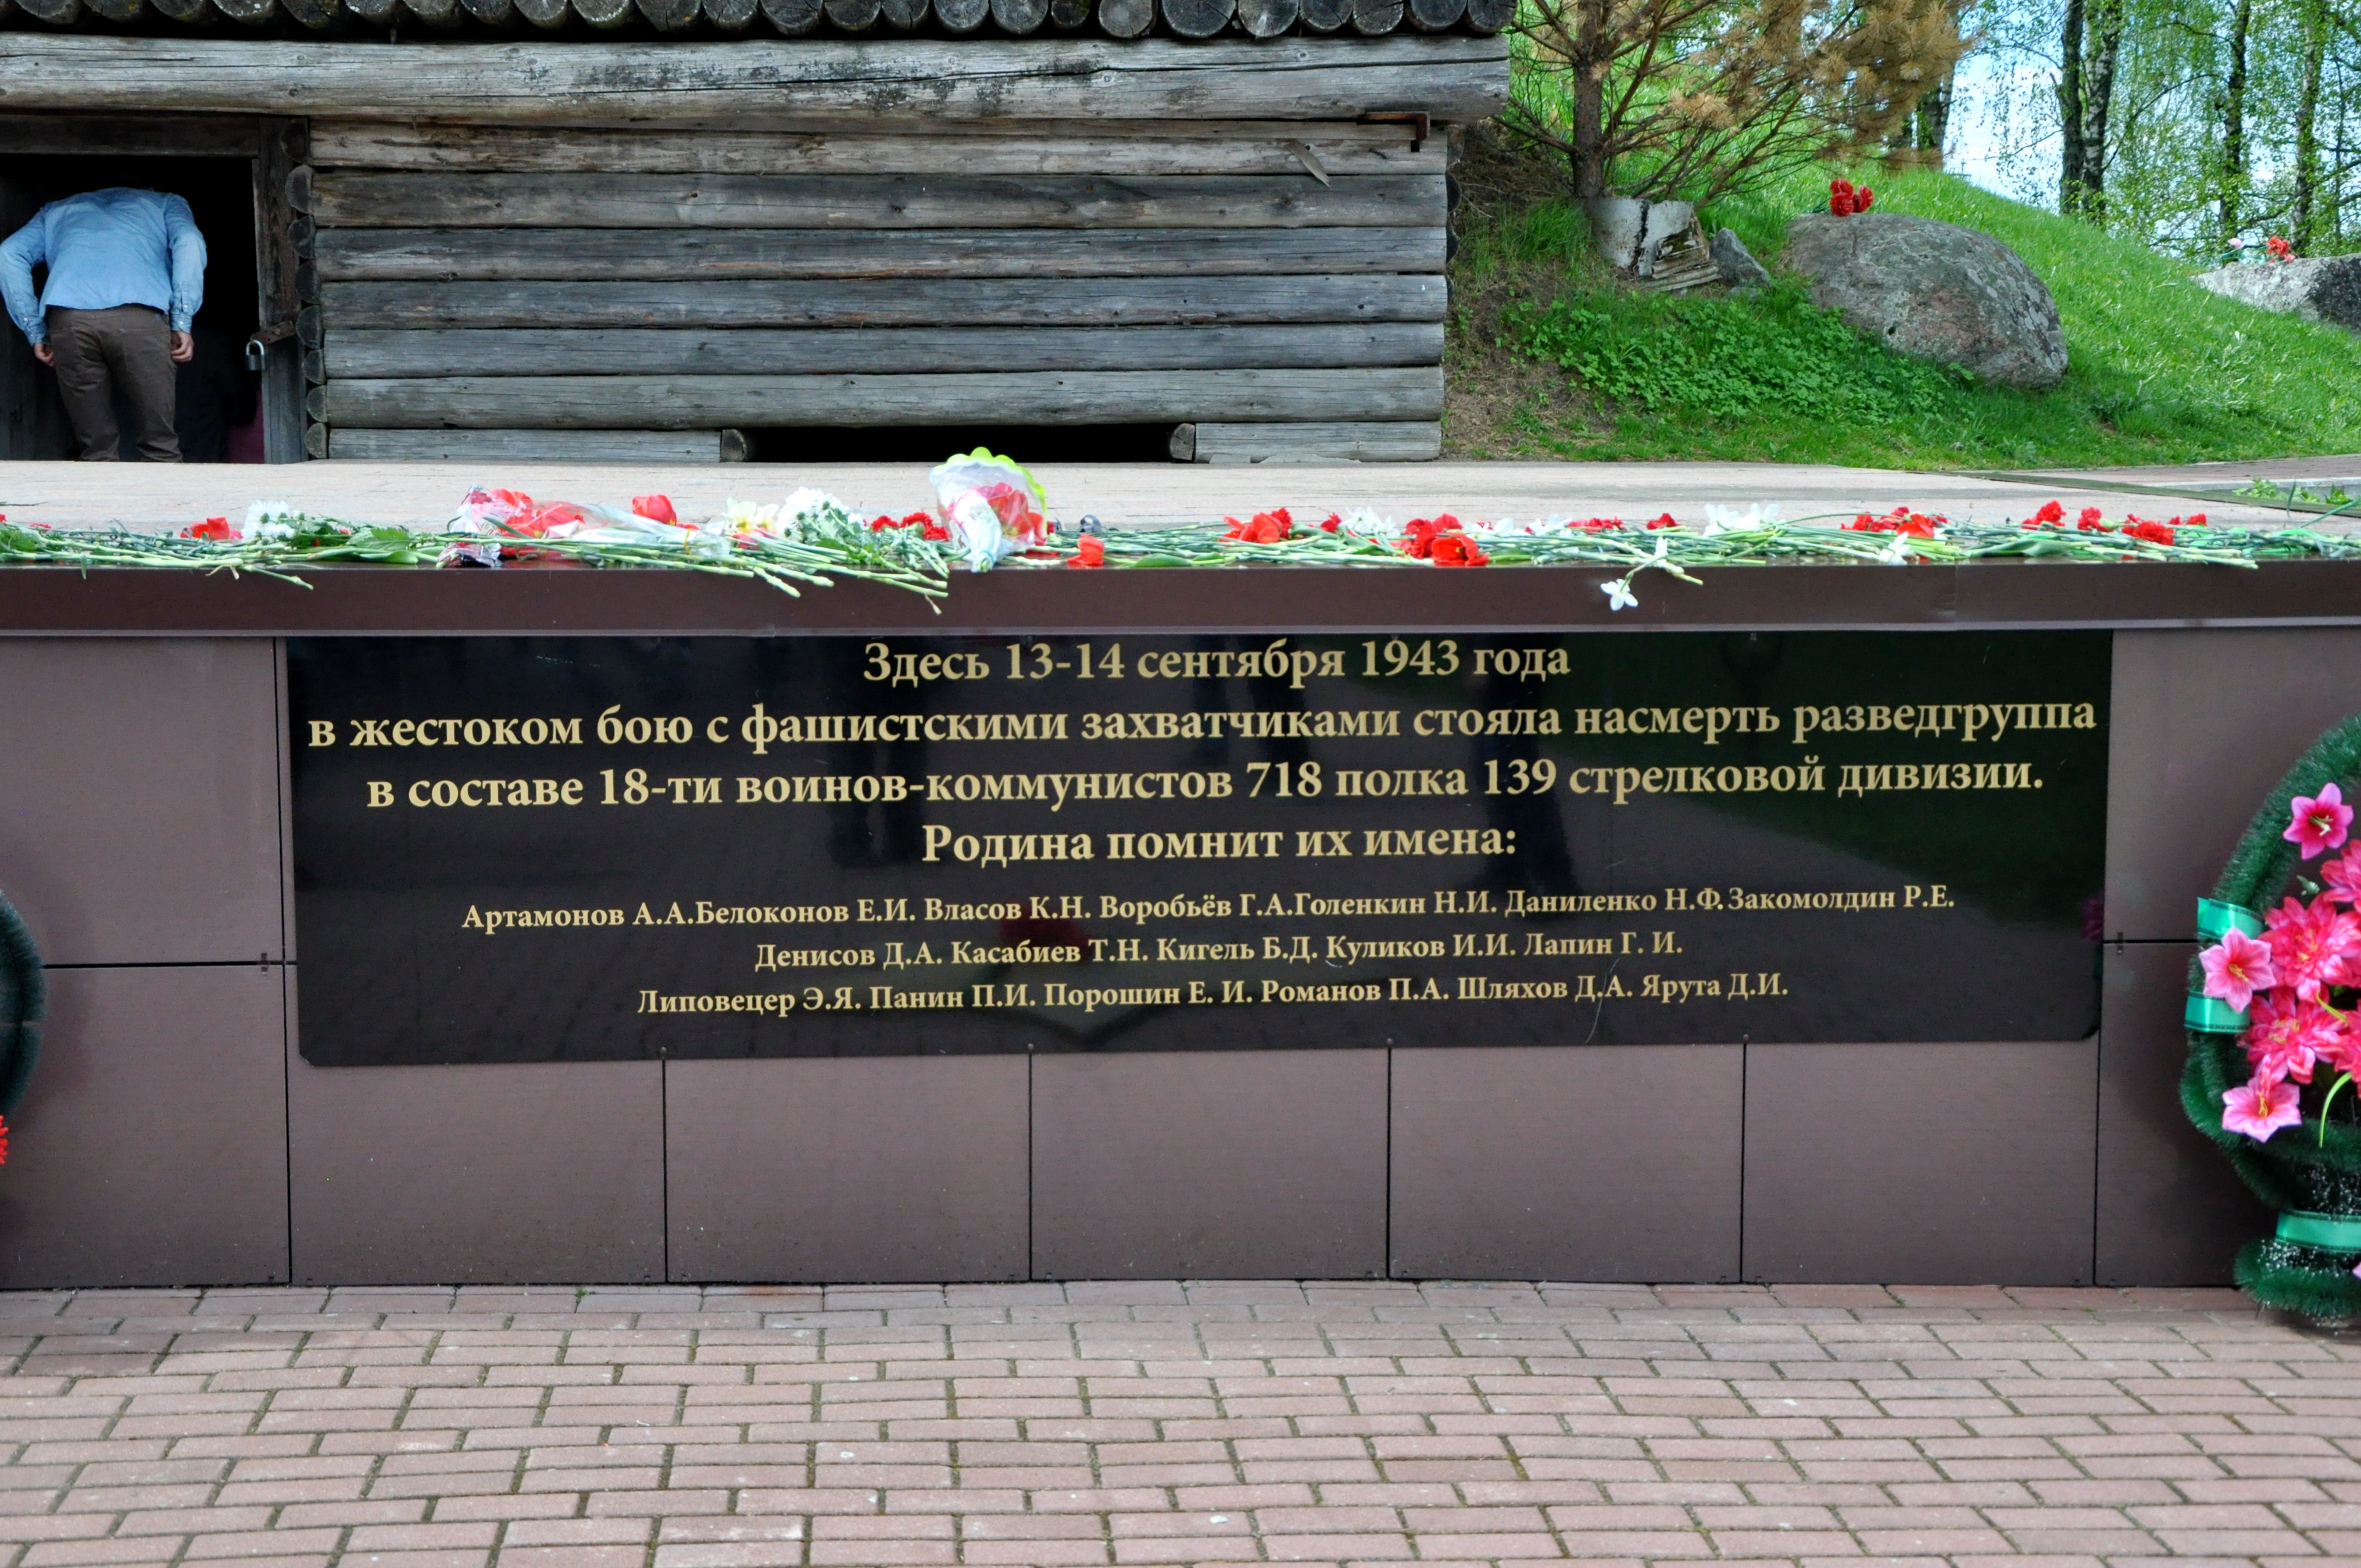 Здесь 13-14 сентября 1943 года
в жестоком бою с фашистскими захватчиками стояла насмерть разведгруппа
в составе 18-ти воинов-коммунистов 718 полка 139 стрелковой дивизии.
Родина помнит их имена:
Артамонов А.А.Белоконов Е.И. Власов К.Н. Воробьёв Г.А.Голенкин Н.И. Даниленко Н.Ф.Закомолдин Р.Е.
Денисов Д.А. Касабиев Т.Н. Кигель Б.Д. Куликов И.И. Лапин Г. И.
Липовецер Э.Я. Панин П.И. Порошин Е. И. Романов П.А. Шляхов Д.А. Ярута Д.И.